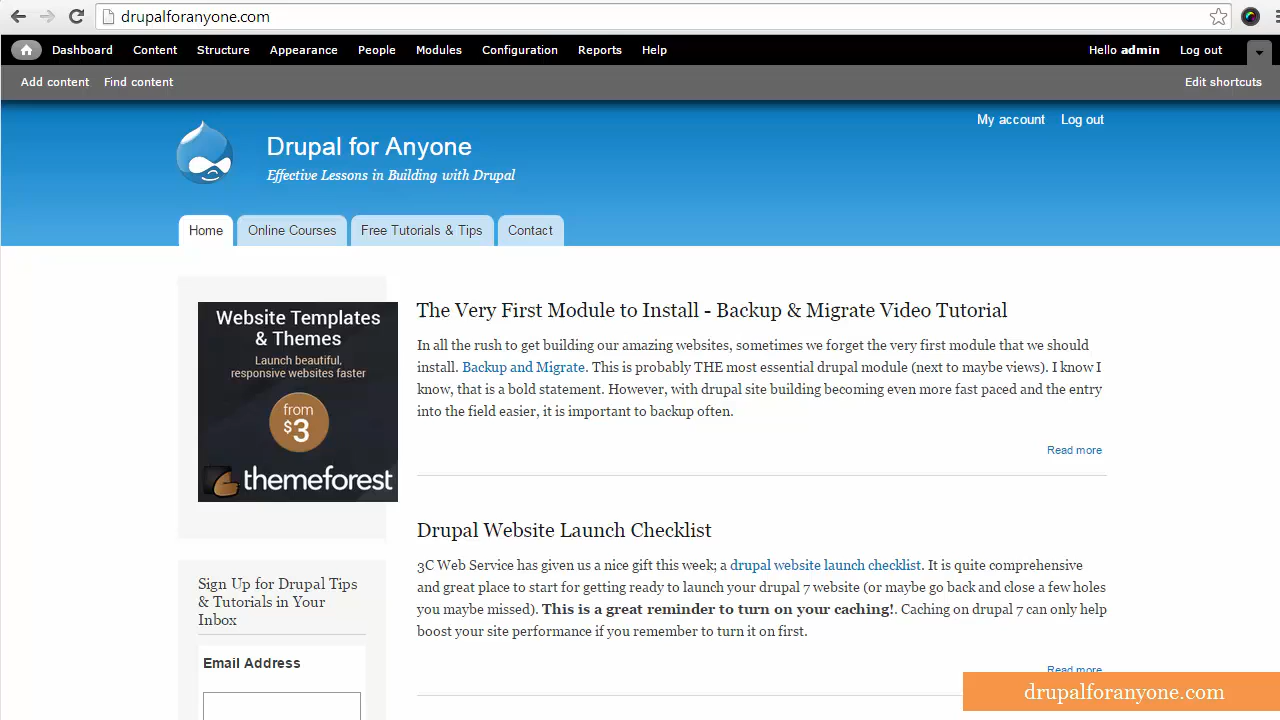 drupalforanyone.com
Dashboard Content Structure Appearance People Modules Configuration Reports Help Hello admin Log out
Add content Find content Edit shortcuts
My account Log out
Drupal for Anyone
Effective Lessons in Building with Drupal
Home Online Courses Free Tutorials & Tips Contact
Website Templates
& Themes
Launch beautiful,
responsive websites faster
from
$3
themeforest
Sign Up for Drupal Tips
& Tutorials in Your
Inbox
Email Address
The Very First Module to Install - Backup & Migrate Video Tutorial
In all the rush to get building our amazing websites, sometimes we forget the very first module that we should
install. Backup and Migrate. This is probably THE most essential drupal module (next to maybe views). I know I
know, that is a bold statement. However, with drupal site building becoming even more fast paced and the entry
into the field easier, it is important to backup often.
Read more
Drupal Website Launch Checklist
3C Web Service has given us a nice gift this week; a drupal website launch checklist. It is quite comprehensive
and great place to start for getting ready to launch your drupal 7 website (or maybe go back and close a few holes
you maybe missed). This is a great reminder to turn on your caching!. Caching on drupal 7 can only help
boost your site performance if you remember to turn it on first.
Read more
drupalforanyone.com